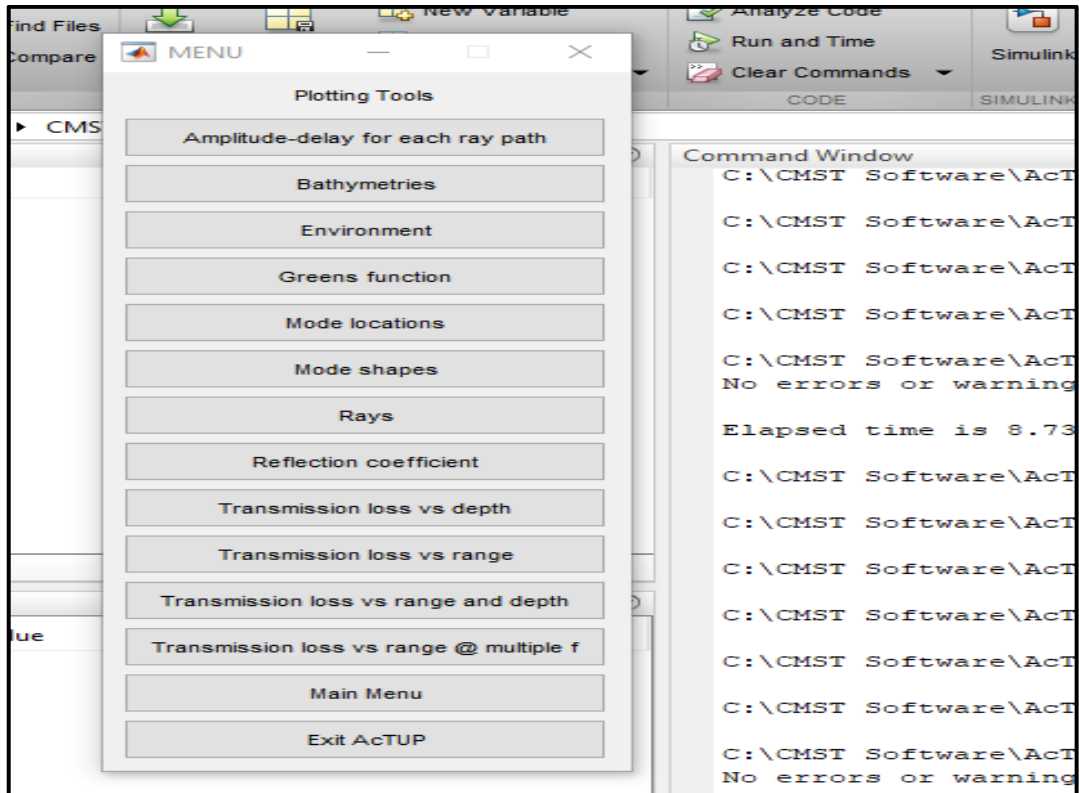 Find Files
New Variable
Analyze Code
Compare
Run and Time
Clear Commands
Simulink
CODE
SIMULINK
CMS
MENU
Plotting Tools
Amplitude-delay for each ray path
Bathymetries
Environment
Greens function
Mode locations
Mode shapes
Rays
Reflection coefficient
Transmission loss vs depth
Transmission loss vs range
Transmission loss vs range and depth
Transmission loss vs range @ multiple f
Main Menu
Exit AcTUP
lue
Command Window
C:\CMST Software\AcT
C:\CMST Software\AcT
C:\CMST Software\AcT
C:\CMST Software\AcT
C:\CMST Software\AcT
No errors or warning
Elapsed time is 8.73
C:\CMST Software\AcT
C:\CMST Software\AcT
C:\CMST Software\AcT
C:\CMST Software\AcT
C:\CMST Software\AcT
C:\CMST Software\AcT
C:\CMST Software\AcT
No errors or warning